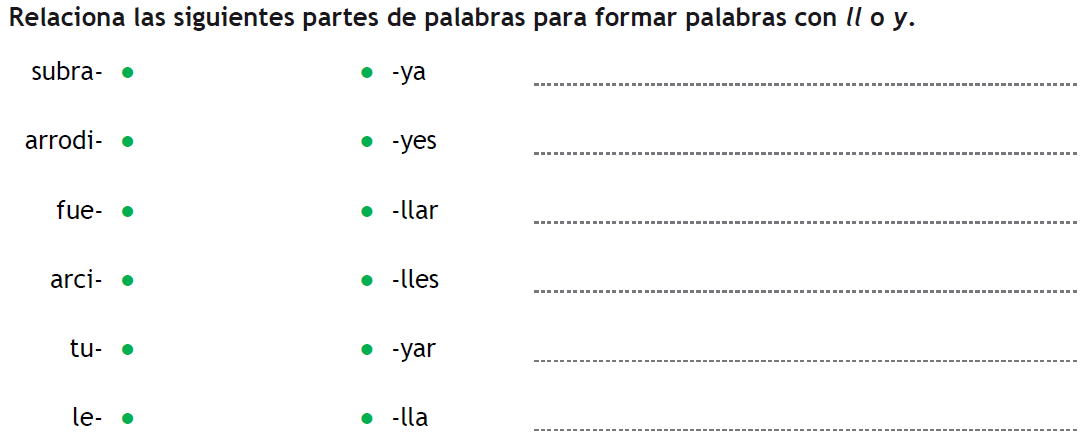 Relaciona las siguientes partes de palabras para formar palabras con ll o y.
subra- -ya
arrodi- -yes
fue- -llar
arci- -lles
tu- -yar
le- -lla